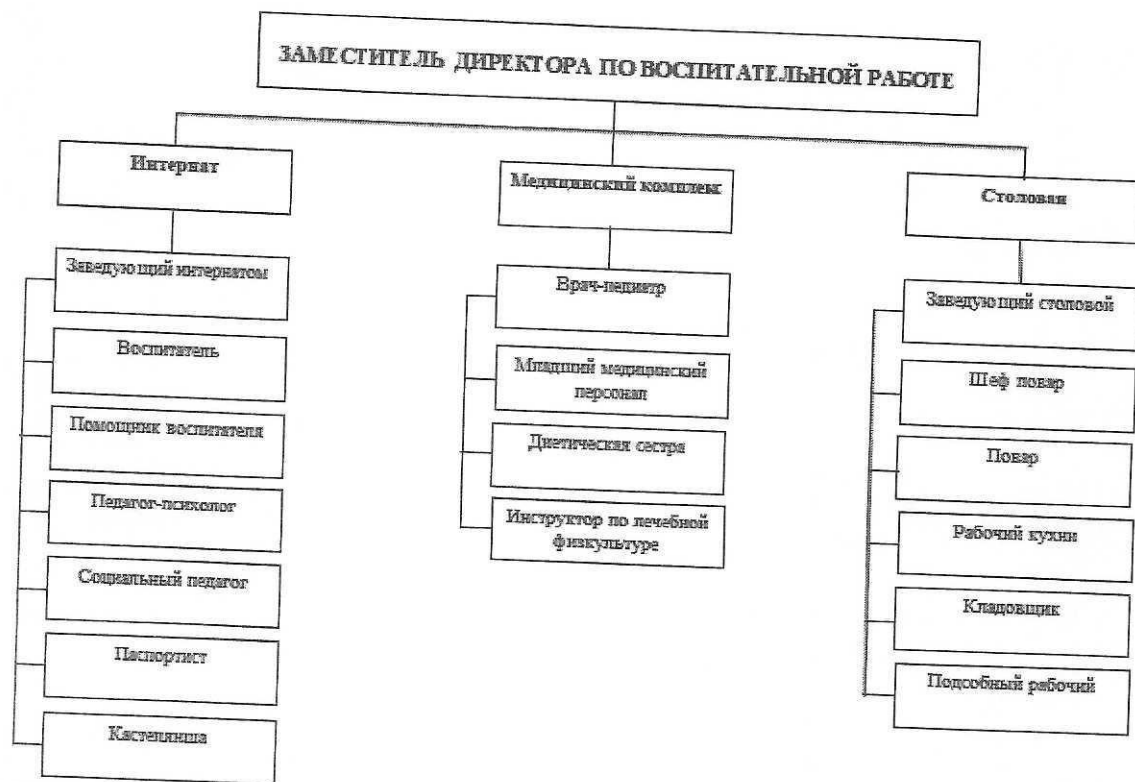 ЗАМЕСТИТЕЛЬ ДИРЕКТОРА ПО ВОСПИТАТЕЛЬНОЙ РАБОТЕ
Интернат
Заведующий интернатом
Воспитатель
Помощник воспитателя
Педагог-психолог
Социальный педагог
Паспортист
Кастелянша
Медицинский комплекс
Врач-педиатр
Младший медицинский
персонал
Диетическая сестра
Инструктор по лечебной
физкультуре
Столовая
Заведующий столовой
Шеф повар
Повар
Рабочий кухни
Кладовщик
Подсобный рабочий